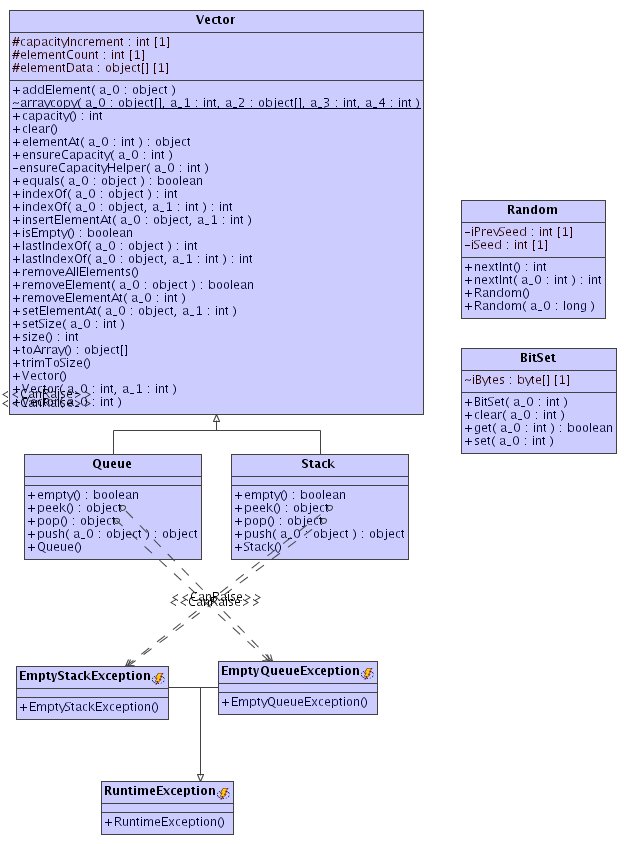 Vector
#capacityIncrement : int [1]
#elementCount : int [1]
#elementData : object[] [1]
+addElement( a_0 : object )
~arraycopy( a_0 : object[], a_1 : int, a_2 : object[], a_3 : int, a_4 : int )
+capacity() : int
+clear()
+elementAt( a_0 : int ) : object
+ensureCapacity( a_0 : int )
-ensureCapacityHelper( a_0 : int )
+equals( a_0 : object ) : boolean
+indexOf( a_0 : object ) : int
+indexOf( a_0 : object, a_1 : int ) : int
+insertElementAt( a_0 : object, a_1 : int )
+isEmpty() : boolean
+lastIndexOf( a_0 : object ) : int
+lastIndexOf( a_0 : object, a_1 : int ) : int
+removeAllElements()
+removeElement( a_0 : object ) : boolean
+removeElementAt( a_0 : int )
+setElementAt( a_0 : object, a_1 : int )
+setSize( a_0 : int )
+size() : int
+toArray() : object[]
+trimToSize()
+Vector()
+Vector( a_0 : int, a_1 : int )
<<CanRaise>>
+Vector( a_0 : int )
<<CanRaise>>
Random
-iPrevSeed : int [1]
-iSeed : int [1]
+nextInt() : int
+nextInt( a_0 : int ) : int
+Random()
+Random( a_0 : long )
BitSet
~iBytes : byte[] [1]
+BitSet( a_0 : int )
+clear( a_0 : int )
+get( a_0 : int ) : boolean
+set( a_0 : int )
Queue
+empty() : boolean
+peek() : object
+pop() : object
+push( a_0 : object ) : object
+Queue()
Stack
+empty() : boolean
+peek() : object
+pop() : object
+push( a_0 : object ) : object
+Stack()
<<CanRaise>>
<<CanRaise>>
EmptyStackException
+EmptyStackException()
EmptyQueueException
+EmptyQueueException()
RuntimeException
+RuntimeException()